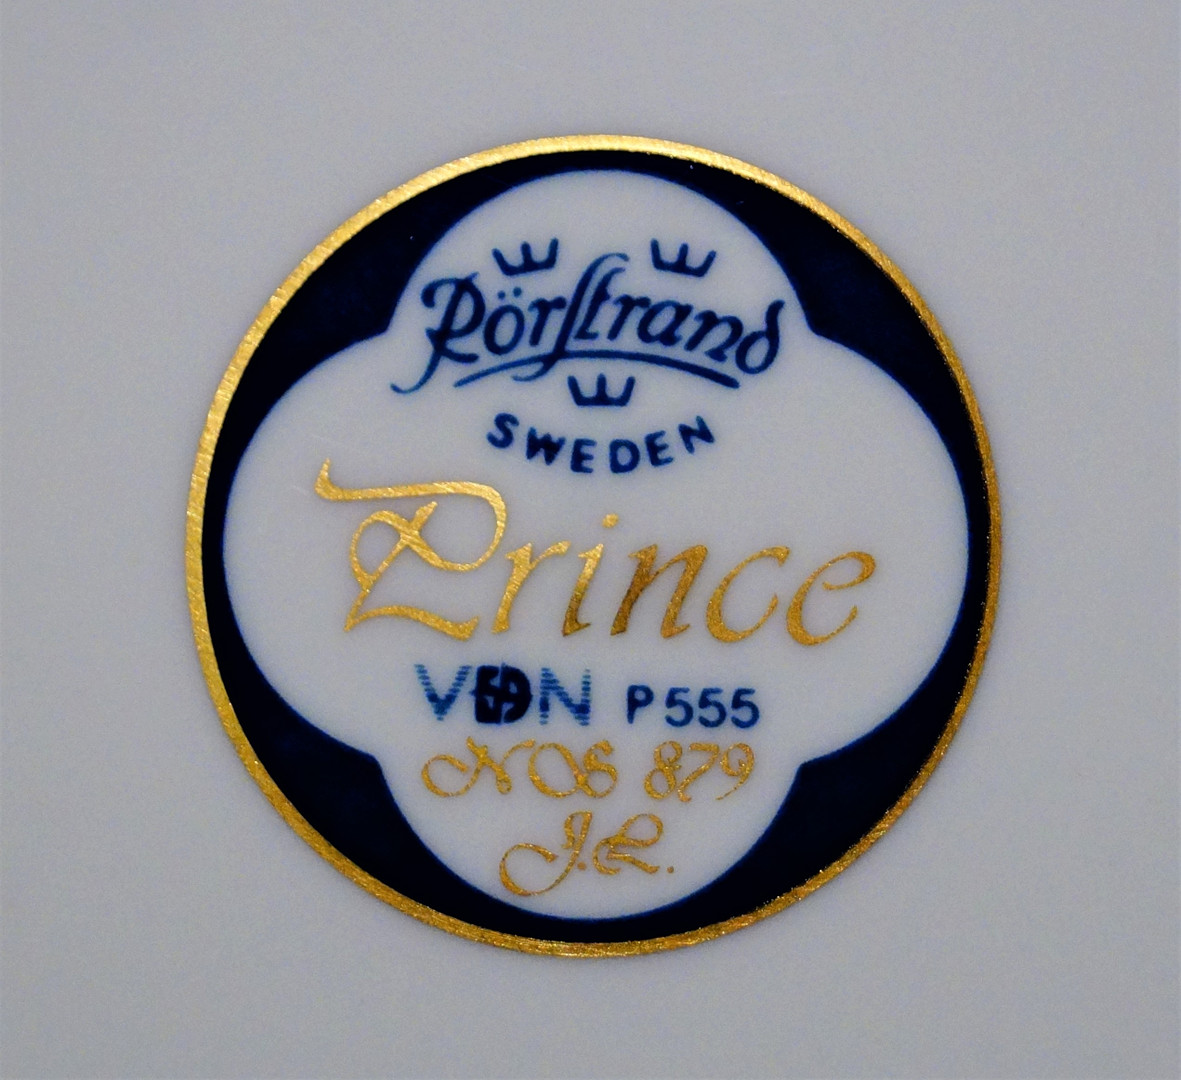 Rörstrand
SWEDEN
Prince
VDN P555
NOS 879
J.L.